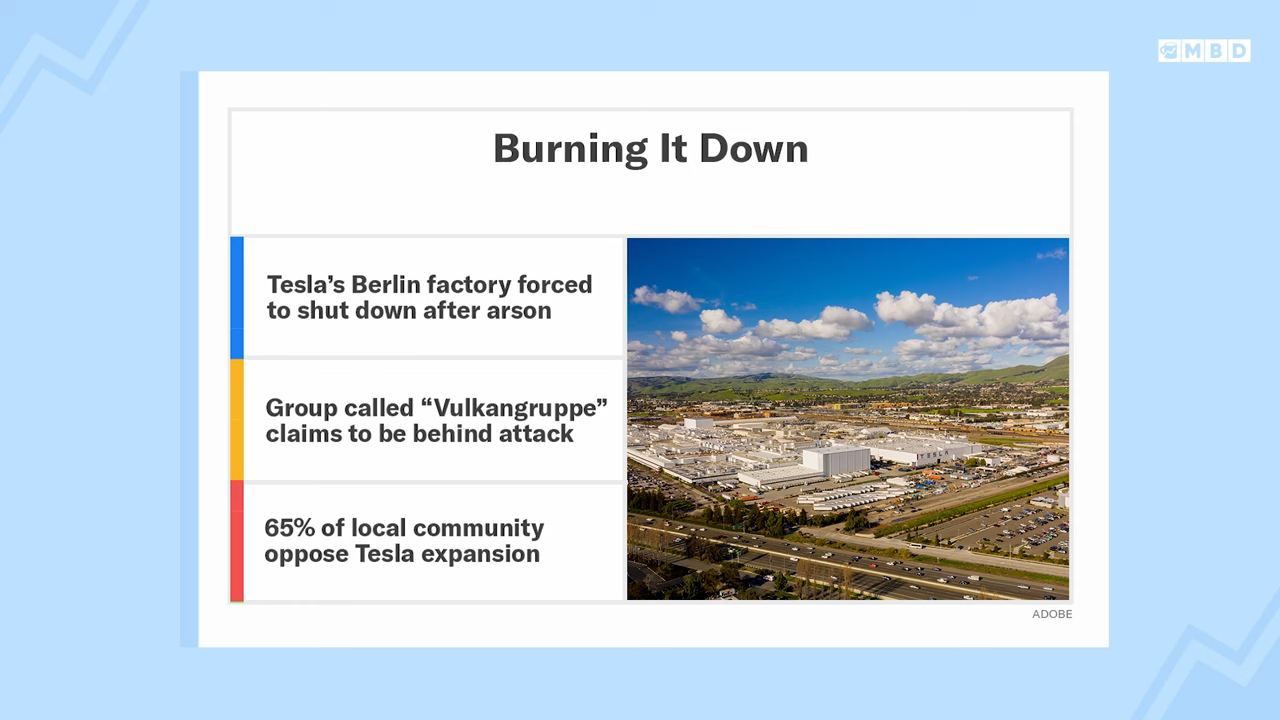 MBD
Burning It Down
Tesla’s Berlin factory forced
to shut down after arson
Group called “Vulkangruppe”
claims to be behind attack
65% of local community
oppose Tesla expansion
ADOBE